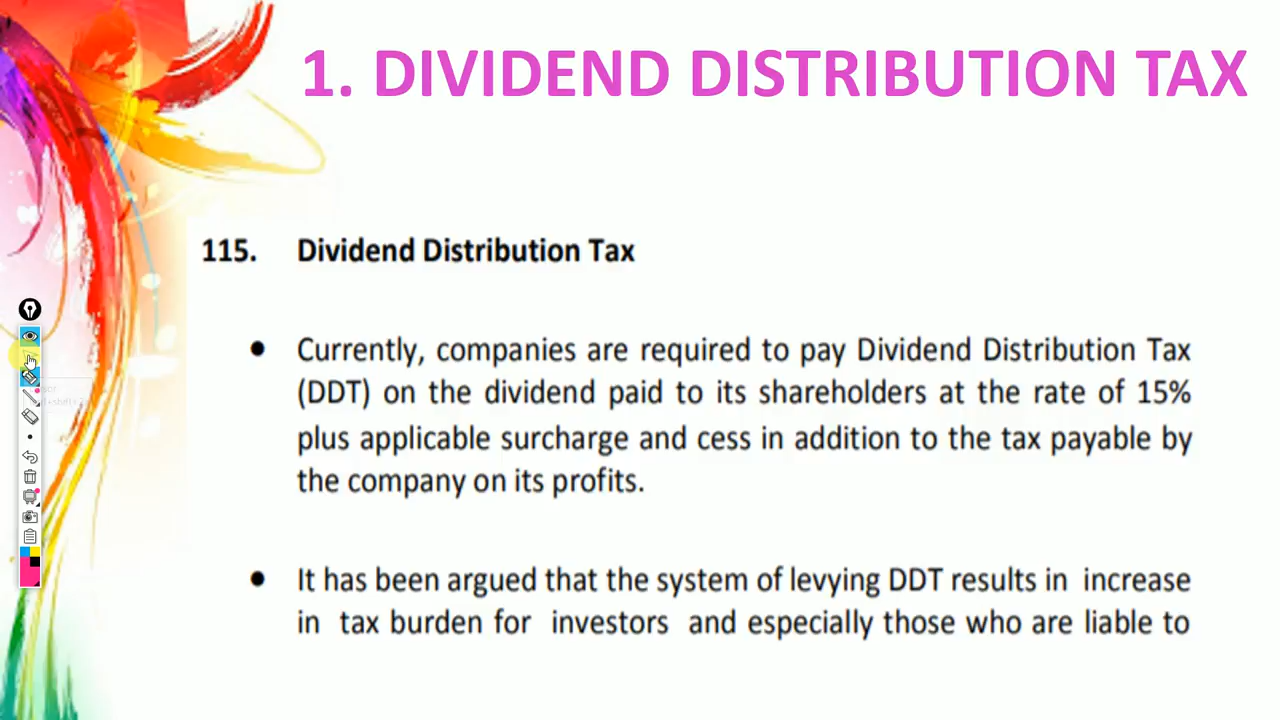 1. DIVIDEND DISTRIBUTION TAX
115. Dividend Distribution Tax
• Currently, companies are required to pay Dividend Distribution Tax
(DDT) on the dividend paid to its shareholders at the rate of 15%
plus applicable surcharge and cess in addition to the tax payable by
the company on its profits.
• It has been argued that the system of levying DDT results in increase
in tax burden for investors and especially those who are liable to